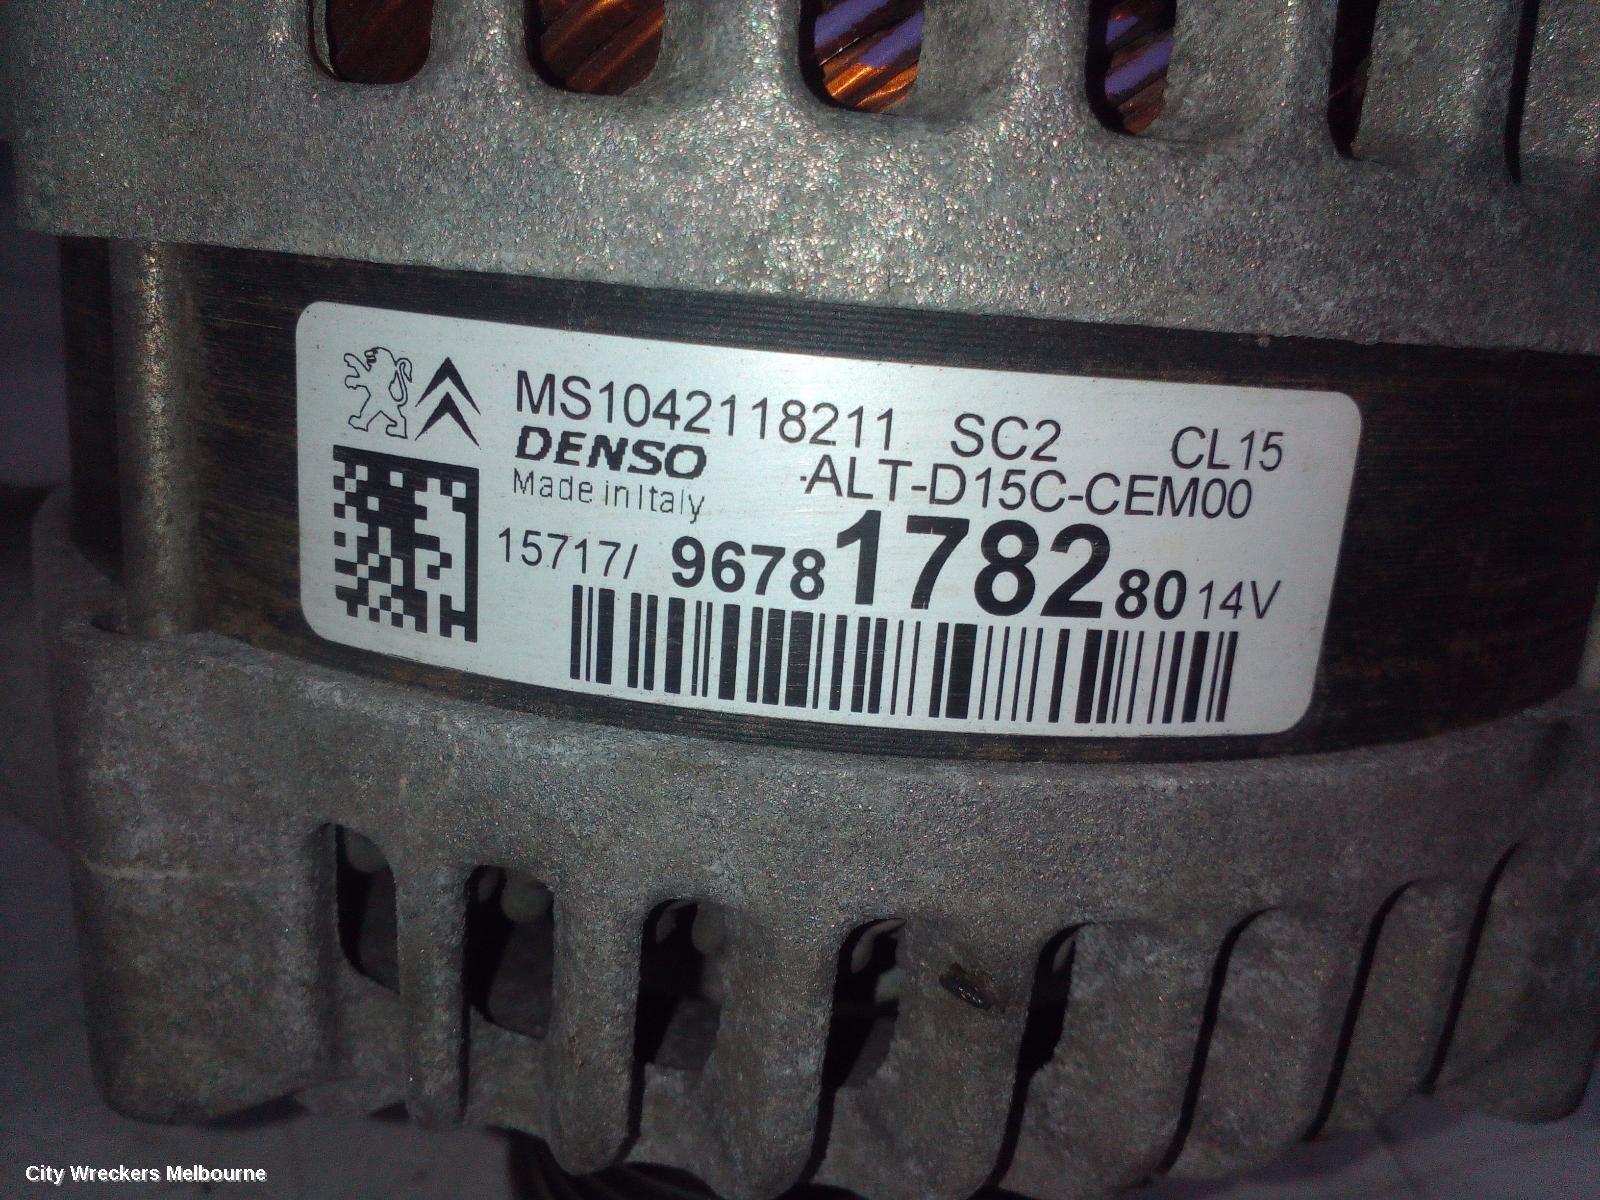 MS1042118211 SC2 CL15
DENSO ALT-D15C-CEM00
Made in Italy
15717/ 9678178280 14V
City Wreckers Melbourne